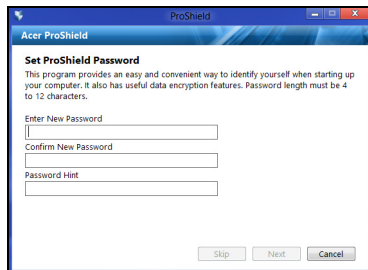 ProShield
Acer ProShield
Set ProShield Password
This program provides an easy and convenient way to identify yourself when starting up
your computer. It also has useful data encryption features. Password length must be 4
to 12 characters.
Enter New Password
Confirm New Password
Password Hint
Skip Next Cancel